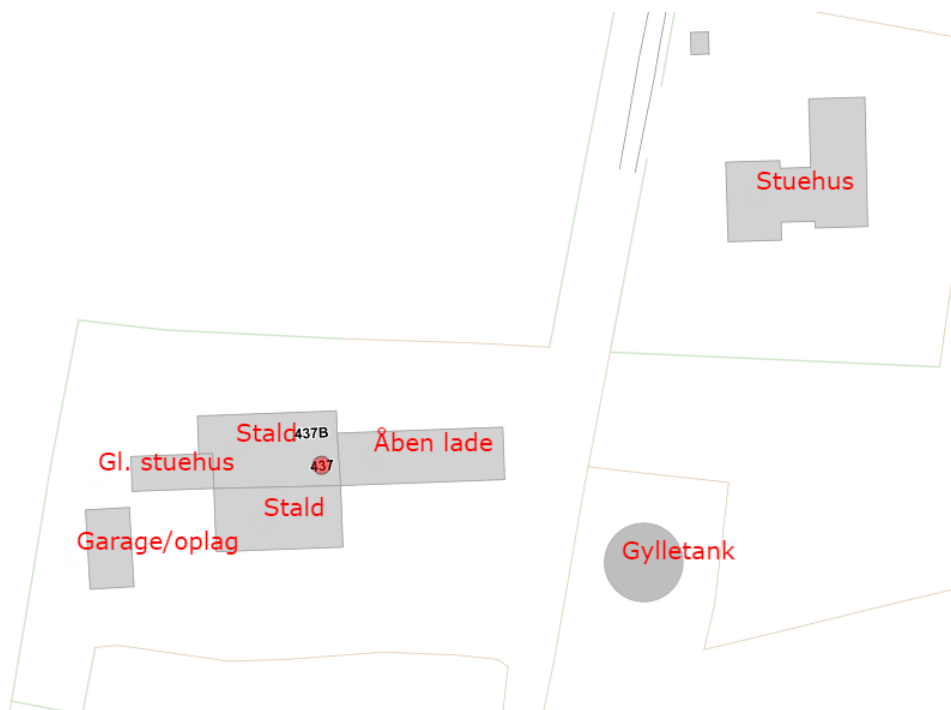 Stuehus
Stald
437B
Åben lade
Gl. stuehus
437
Stald
Garage/oplag
Gylletank